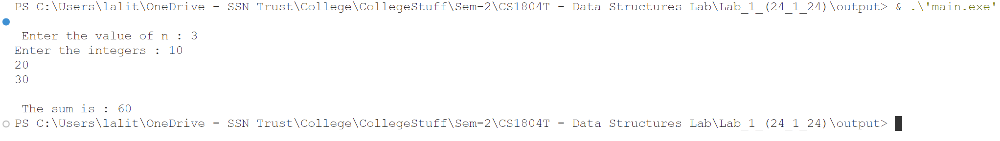 PS C:\Users\lalit\OneDrive - SSN Trust\College\CollegeStuff\Sem-2\CS1804T - Data Structures Lab\Lab_1_(24_1_24)\output> & .\'main.exe'
Enter the value of n : 3
Enter the integers : 10
20
30
The sum is : 60
PS C:\Users\lalit\OneDrive - SSN Trust\College\CollegeStuff\Sem-2\CS1804T - Data Structures Lab\Lab_1_(24_1_24)\output>